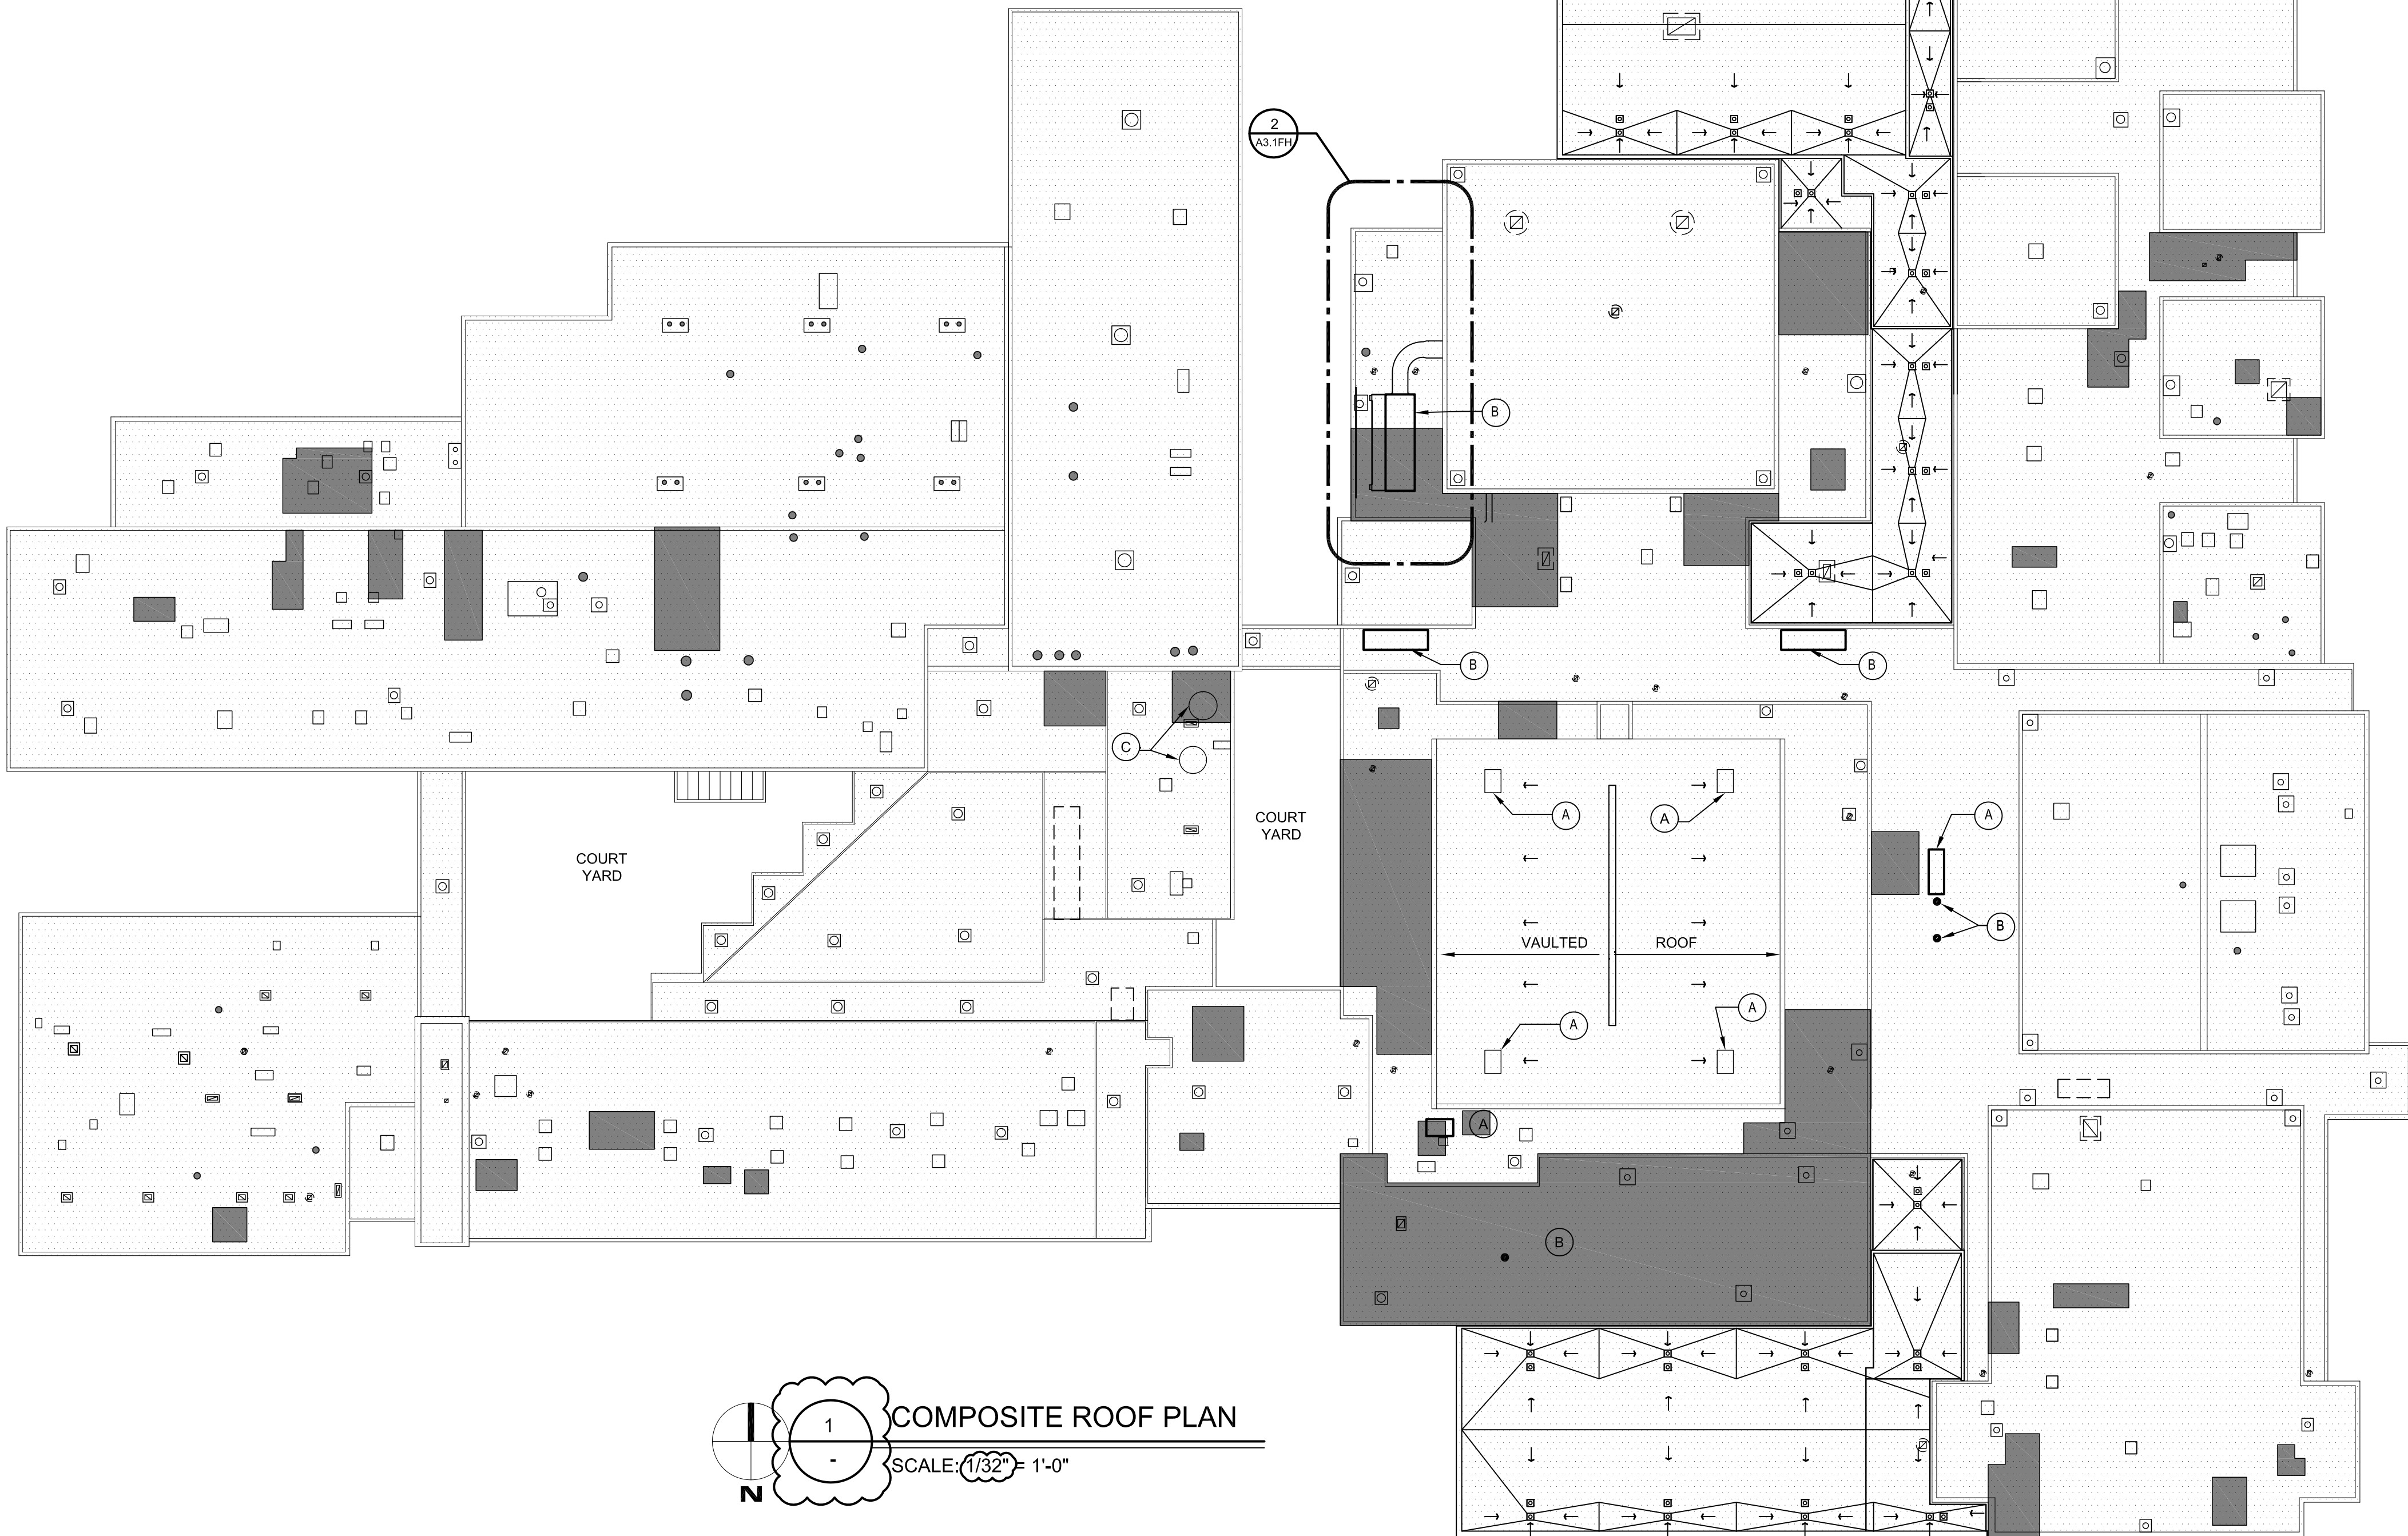 2
A3.1FH
B
B
B
C
COURT
YARD
A
A
A
COURT
YARD
B
VAULTED
ROOF
A
A
A
B
1
-
COMPOSITE ROOF PLAN
SCALE: 1/32" = 1'-0"
N